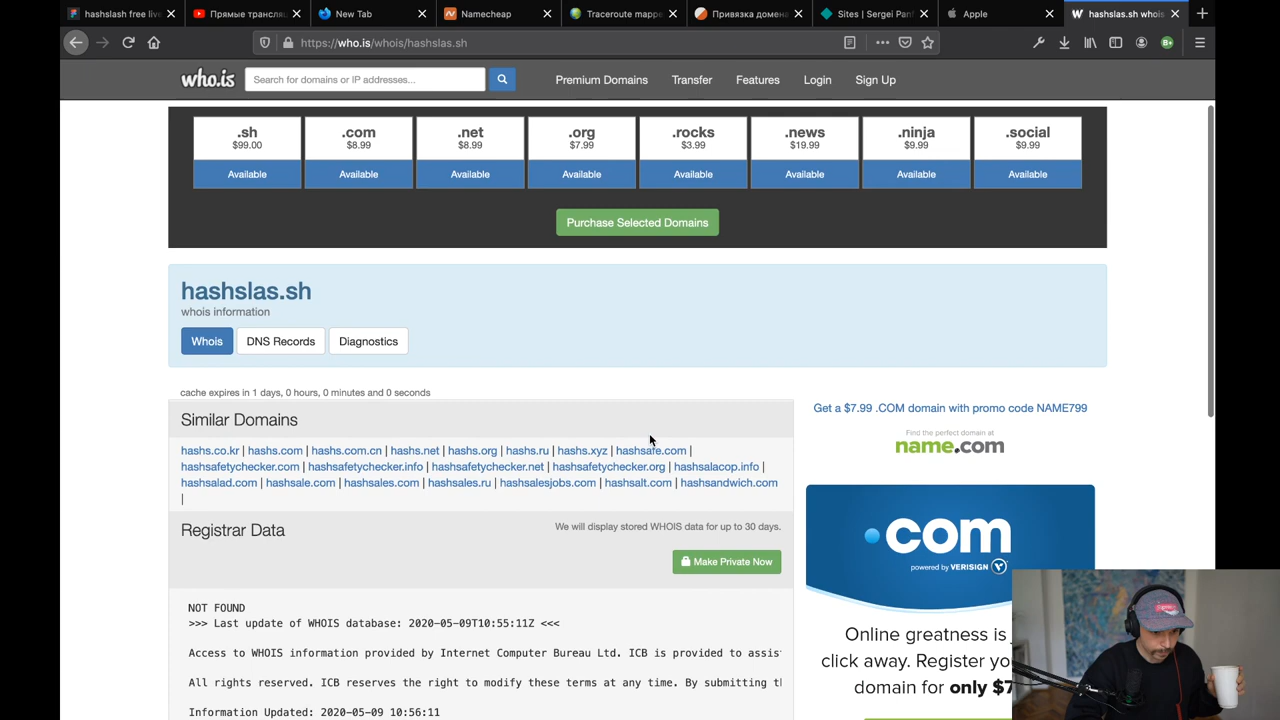 hashslash free live
Прямые трансляц
New Tab
Namecheap
Traceroute mappe
Привязка домена
Sites | Sergei Pan
Apple
hashslas.sh whois
https://who.is/whois/hashslas.sh
who.is
Search for domains or IP addresses...
Premium Domains
Transfer
Features
Login
Sign Up
.sh
.com
.net
.org
.rocks
.news
.ninja
.social
$99.00
$8.99
$8.99
$7.99
$3.99
$19.99
$9.99
$9.99
Available
Available
Available
Available
Available
Available
Available
Available
Purchase Selected Domains
hashslas.sh
whois information
Whois
DNS Records
Diagnostics
cache expires in 1 days, 0 hours, 0 minutes and 0 seconds
Similar Domains
hashs.co.kr | hashs.com | hashs.com.cn | hashs.net | hashs.org | hashs.ru | hashs.xyz | hashsafe.com |
hashsafetychecker.com | hashsafetychecker.info | hashsafetychecker.net | hashsafetychecker.org | hashsalacop.info |
hashsalad.com | hashsale.com | hashsales.com | hashsales.ru | hashsalesjobs.com | hashsalt.com | hashsandwich.com
|
Registrar Data
We will display stored WHOIS data for up to 30 days.
Make Private Now
NOT FOUND
>>> Last update of WHOIS database: 2020-05-09T10:55:11Z <<<
Access to WHOIS information provided by Internet Computer Bureau Ltd. ICB is provided to assis
All rights reserved. ICB reserves the right to modify these terms at any time. By submitting t
Information Updated: 2020-05-09 10:56:11
Get a $7.99 .COM domain with promo code NAME799
Find the perfect domain at
name.com
.com
powered by VERISIGN
Online greatness is
click away. Register yo
domain for only $7